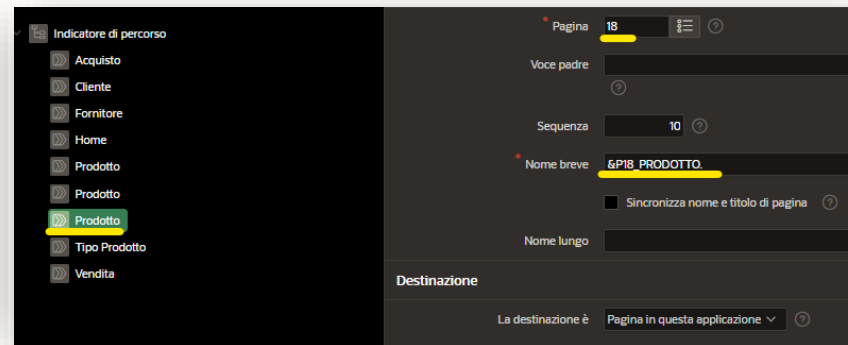 Indicatore di percorso
Acquisto
Cliente
Fornitore
Home
Prodotto
Prodotto
Prodotto
Tipo Prodotto
Vendita
* Pagina 18 ?
Voce padre
?
Sequenza 10 ?
* Nome breve &P18_PRODOTTO.
Sincronizza nome e titolo di pagina ?
Nome lungo
Destinazione
La destinazione è Pagina in questa applicazione ?